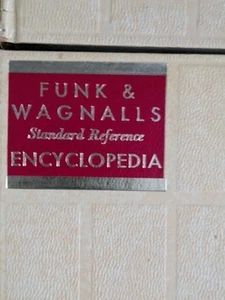 FUNK &
WAGNALLS
Standard Reference
ENCYCLOPEDIA